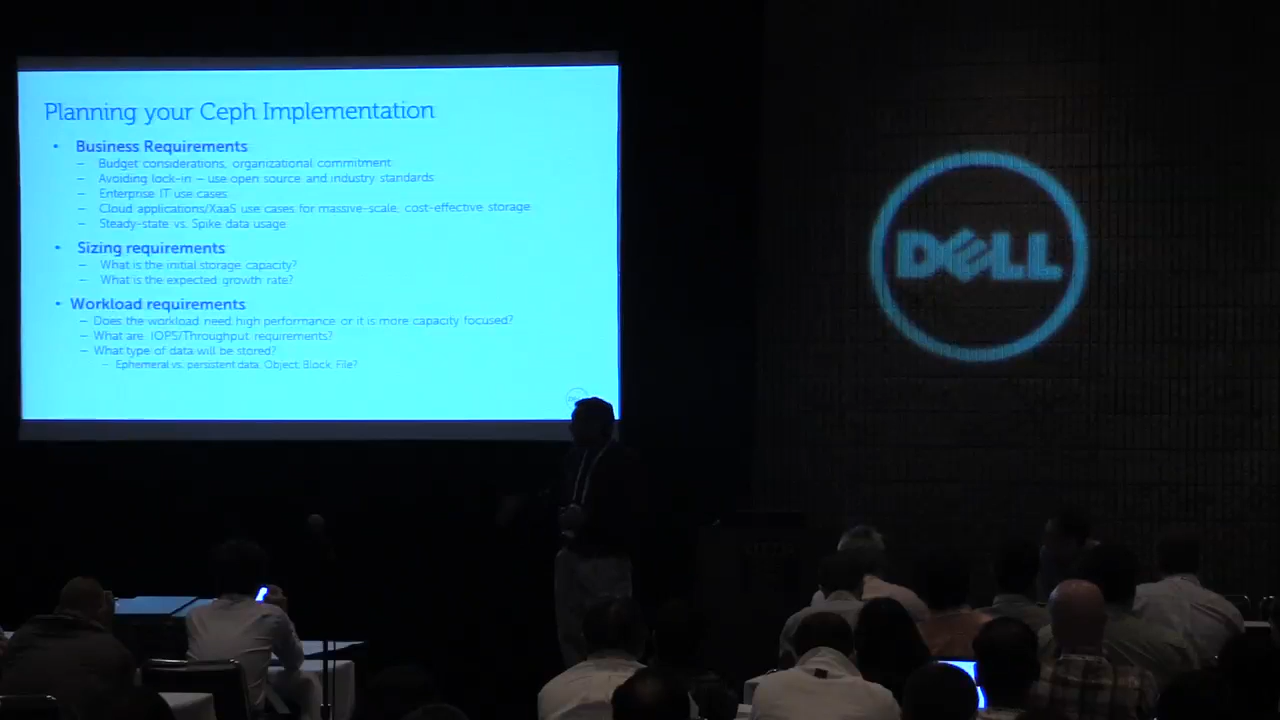 Planning your Ceph Implementation
• Business Requirements
– Budget considerations, organizational commitment
– Avoiding lock-in – use open source and industry standards
– Enterprise IT use cases
– Cloud applications/XaaS use cases for massive-scale, cost-effective storage
– Steady-state vs. Spike data usage
• Sizing requirements
– What is the initial storage capacity?
– What is the expected growth rate?
• Workload requirements
– Does the workload need high performance or it is more capacity focused?
– What are IOPS/Throughput requirements?
– What type of data will be stored?
– Ephemeral vs. persistent data, Object, Block, File?
DELL
DELL